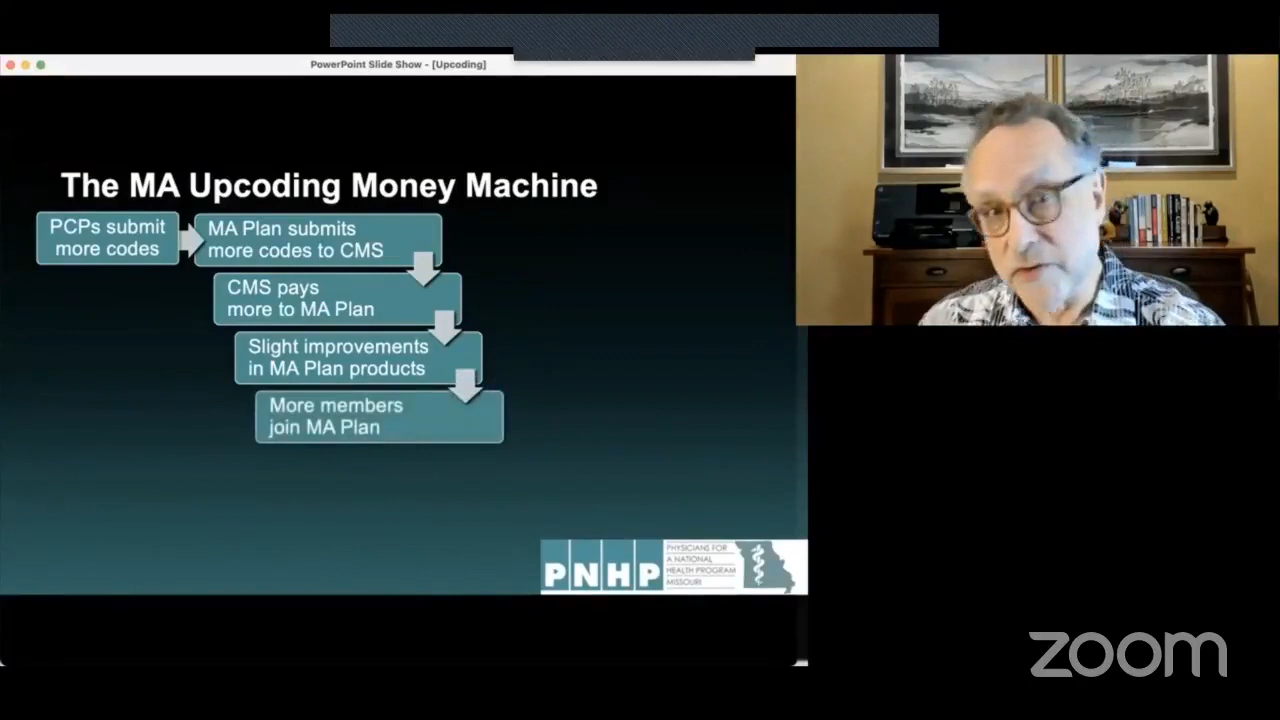 PowerPoint Slide Show - [Upcoding]
The MA Upcoding Money Machine
PCPs submit
more codes
MA Plan submits
more codes to CMS
CMS pays
more to MA Plan
Slight improvements
in MA Plan products
More members
join MA Plan
PNHP
PHYSICIANS FOR
A NATIONAL
HEALTH PROGRAM
MISSOURI
zoom